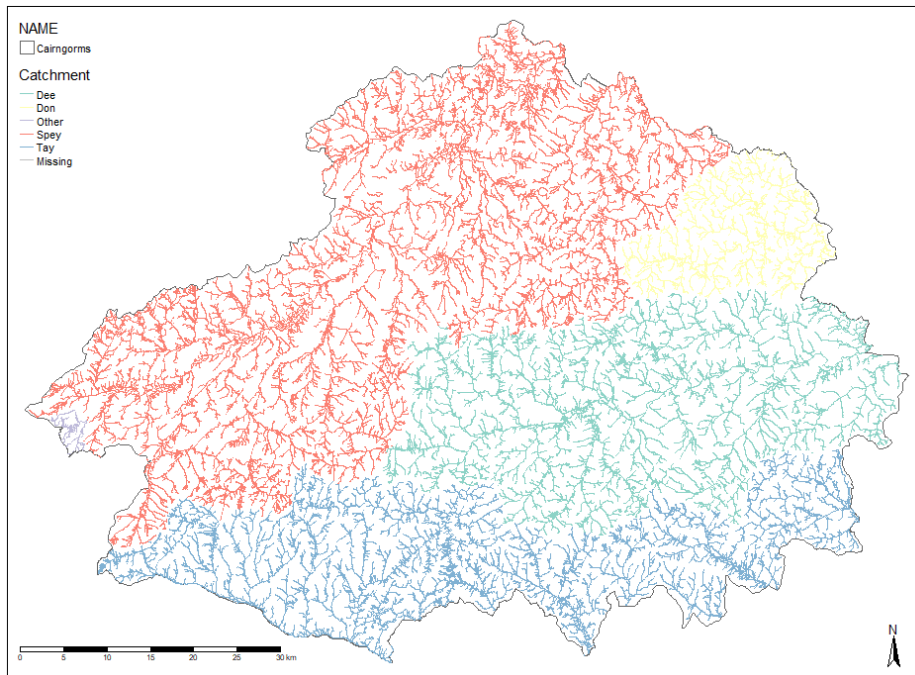 NAME
Cairngorms
Catchment
Dee
Don
Other
Spey
Tay
Missing
0 5 10 15 20 25 30 km
N